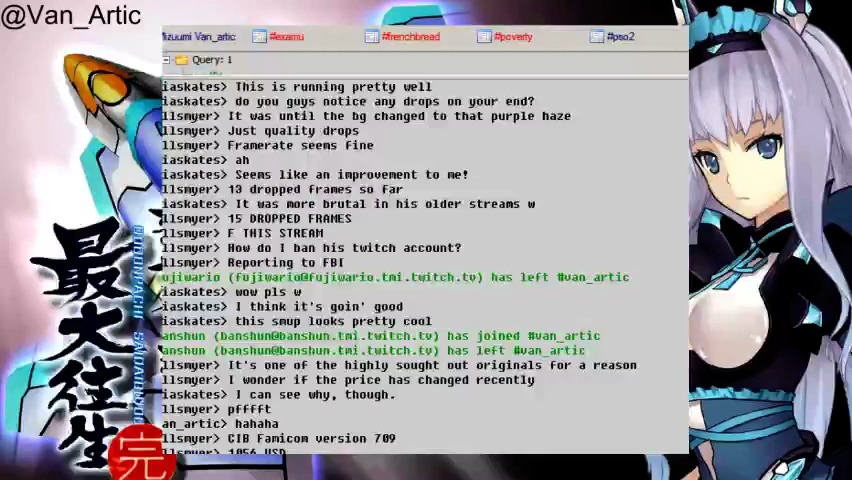 @Van_Artic
Mizuumi Van_artic #examu #frenchbread #poverty #pso2
Query: 1
iaskates> This is running pretty well
iaskates> do you guys notice any drops on your end?
llsmyer> It was until the bg changed to that purple haze
llsmyer> Just quality drops
llsmyer> Framerate seems fine
iaskates> ah
iaskates> Seems like an improvement to me!
llsmyer> 13 dropped frames so far
iaskates> It was more brutal in his older streams w
llsmyer> 15 DROPPED FRAMES
llsmyer> F THIS STREAM
llsmyer> How do I ban his twitch account?
llsmyer> Reporting to FBI
ujiwario (fujiwario@fujiwario.tmi.twitch.tv) has left #van_artic
iaskates> wow pls w
iaskates> I think it's goin' good
iaskates> this smup looks pretty cool
anshun (banshun@banshun.tmi.twitch.tv) has joined #van_artic
anshun (banshun@banshun.tmi.twitch.tv) has left #van_artic
llsmyer> It's one of the highly sought out originals for a reason
llsmyer> I wonder if the price has changed recently
iaskates> I can see why, though.
llsmyer> pfffft
an_artic> hahaha
llsmyer> CIB Famicom version 709
llsmyer> 1056 USD
最大往生
DODONPACHI SAIDAIOUJOU
完